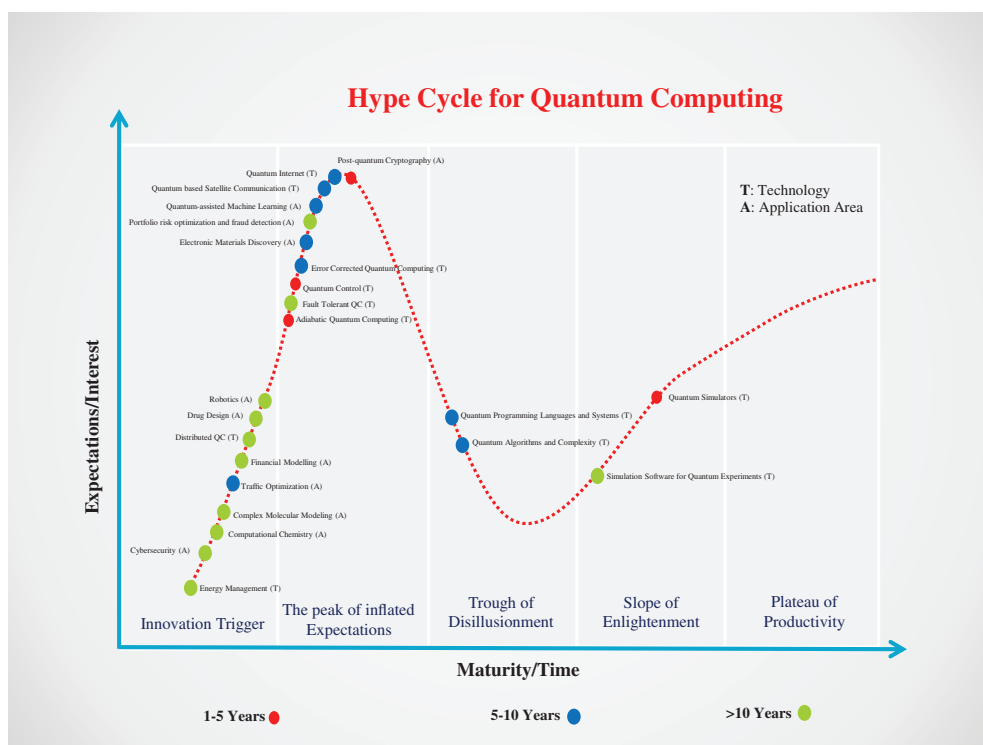 Hype Cycle for Quantum Computing
Post-quantum Cryptography (A)
Quantum Internet (T)
Quantum based Satellite Communication (T)
Quantum-assisted Machine Learning (A)
Portfolio risk optimization and fraud detection (A)
Electronic Materials Discovery (A)
Error Corrected Quantum Computing (T)
Quantum Control (T)
Fault Tolerant QC (T)
Adiabatic Quantum Computing (T)
T: Technology
A: Application Area
Expectations/Interest
Robotics (A)
Drug Design (A)
Distributed QC (T)
Financial Modelling (A)
Traffic Optimization (A)
Complex Molecular Modeling (A)
Computational Chemistry (A)
Cybersecurity (A)
Energy Management (T)
Quantum Programming Languages and Systems (T)
Quantum Algorithms and Complexity (T)
Quantum Simulators (T)
Simulation Software for Quantum Experiments (T)
Innovation Trigger
The peak of inflated
Expectations
Trough of
Disillusionment
Slope of
Enlightenment
Plateau of
Productivity
Maturity/Time
1-5 Years
5-10 Years
>10 Years